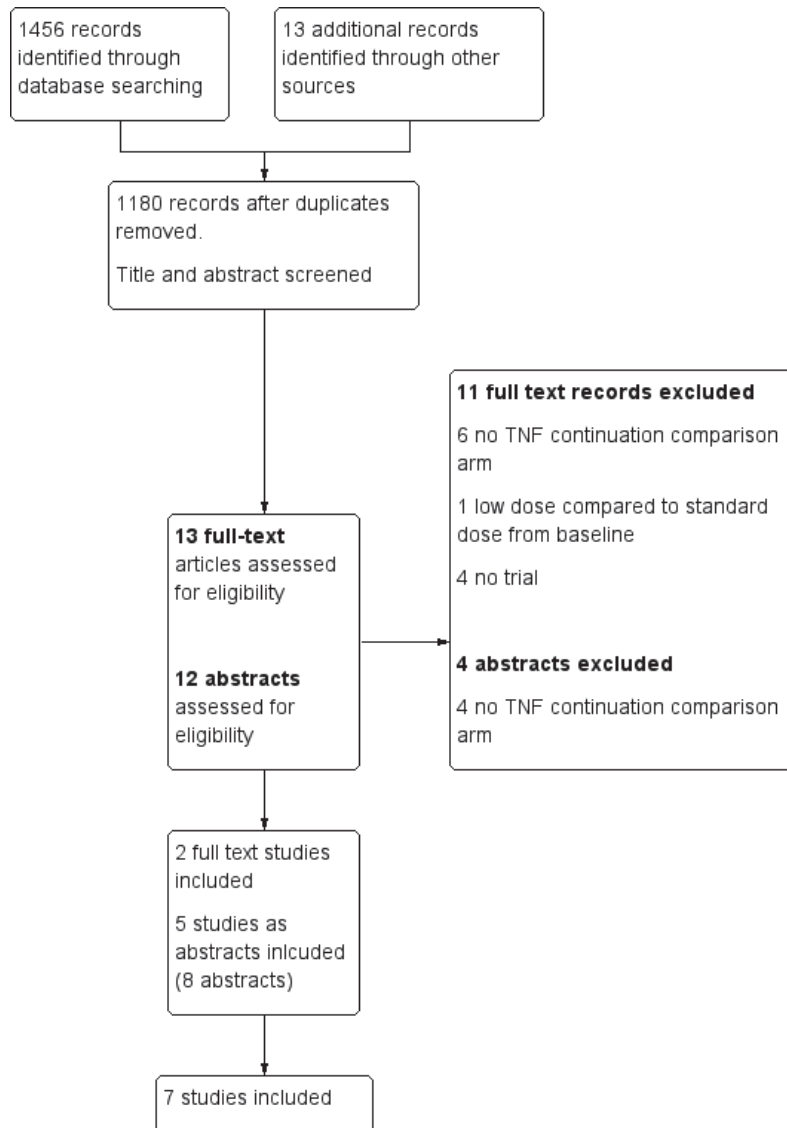 1456 records
identified through
database searching
13 additional records
identified through other
sources
1180 records after duplicates
removed.
Title and abstract screened
13 full-text
articles assessed
for eligibility
12 abstracts
assessed for
eligibility
11 full text records excluded
6 no TNF continuation comparison
arm
1 low dose compared to standard
dose from baseline
4 no trial
4 abstracts excluded
4 no TNF continuation comparison
arm
2 full text studies
included
5 studies as
abstracts inlcuded
(8 abstracts)
7 studies included